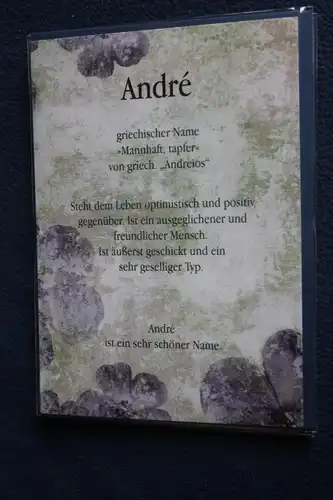 André
griechischer Name
»Mannhaft, tapfer«
von griech. „Andreios“
Steht dem Leben optimistisch und positiv
gegenüber. Ist ein ausgeglichener und
freundlicher Mensch.
Ist äußerst geschickt und ein
sehr geselliger Typ.
André
ist ein sehr schöner Name.